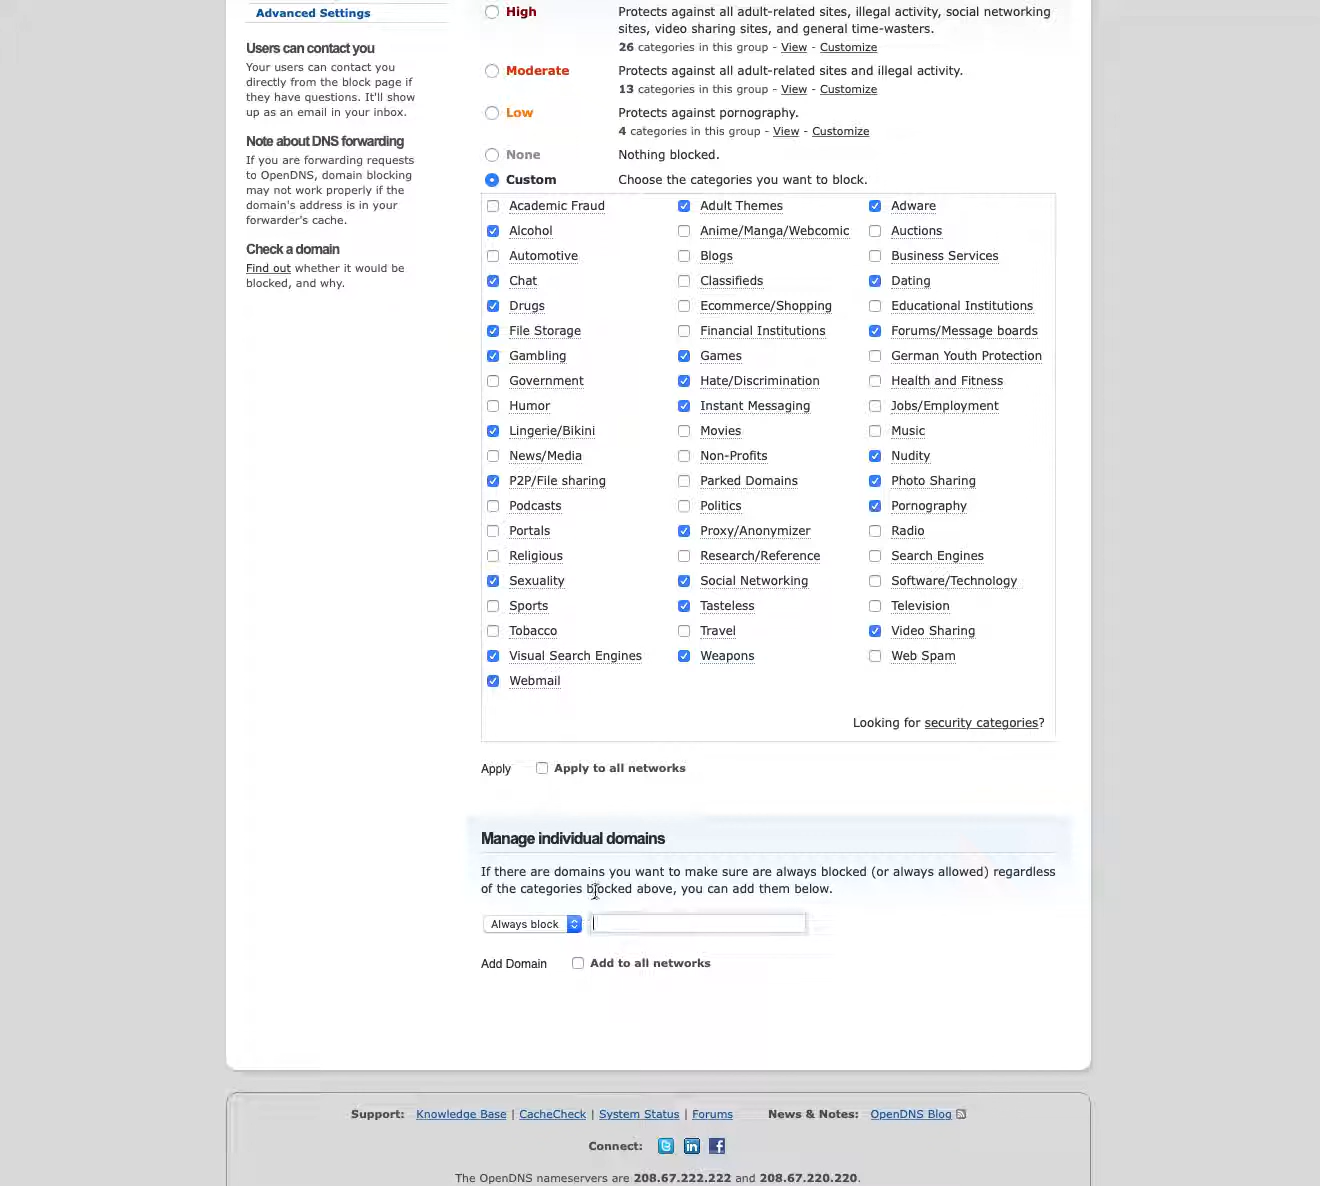 Advanced Settings
Users can contact you
Your users can contact you
directly from the block page if
they have questions. It'll show
up as an email in your inbox.
Note about DNS forwarding
If you are forwarding requests
to OpenDNS, domain blocking
may not work properly if the
domain's address is in your
forwarder's cache.
Check a domain
Find out whether it would be
blocked, and why.
High Protects against all adult-related sites, illegal activity, social networking
sites, video sharing sites, and general time-wasters.
26 categories in this group - View - Customize
Moderate Protects against all adult-related sites and illegal activity.
13 categories in this group - View - Customize
Low Protects against pornography.
4 categories in this group - View - Customize
None Nothing blocked.
Custom Choose the categories you want to block.
Academic Fraud Adult Themes Adware
Alcohol Anime/Manga/Webcomic Auctions
Automotive Blogs Business Services
Chat Classifieds Dating
Drugs Ecommerce/Shopping Educational Institutions
File Storage Financial Institutions Forums/Message boards
Gambling Games German Youth Protection
Government Hate/Discrimination Health and Fitness
Humor Instant Messaging Jobs/Employment
Lingerie/Bikini Movies Music
News/Media Non-Profits Nudity
P2P/File sharing Parked Domains Photo Sharing
Podcasts Politics Pornography
Portals Proxy/Anonymizer Radio
Religious Research/Reference Search Engines
Sexuality Social Networking Software/Technology
Sports Tasteless Television
Tobacco Travel Video Sharing
Visual Search Engines Weapons Web Spam
Webmail
Looking for security categories?
Apply Apply to all networks
Manage individual domains
If there are domains you want to make sure are always blocked (or always allowed) regardless
of the categories blocked above, you can add them below.
Always block
Add Domain Add to all networks
Support: Knowledge Base | CacheCheck | System Status | Forums News & Notes: OpenDNS Blog
Connect:
The OpenDNS nameservers are 208.67.222.222 and 208.67.220.220.